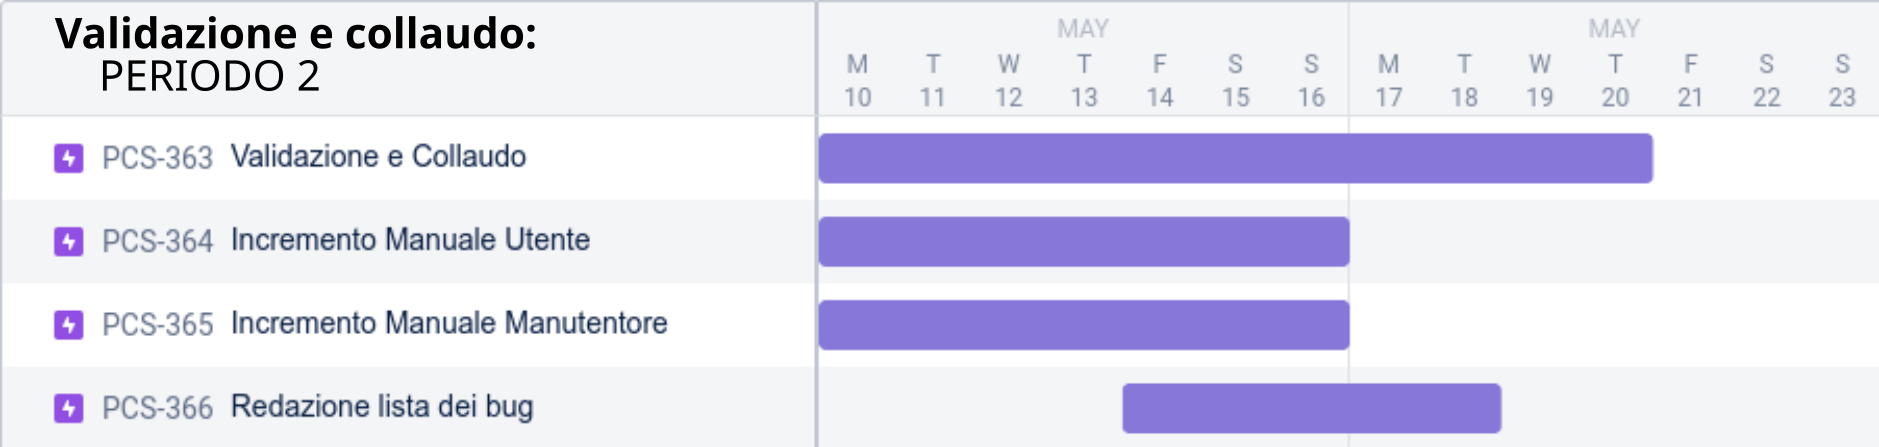 Validazione e collaudo:
PERIODO 2
MAY MAY
M T W T F S S M T W T F S S
10 11 12 13 14 15 16 17 18 19 20 21 22 23
PCS-363 Validazione e Collaudo
PCS-364 Incremento Manuale Utente
PCS-365 Incremento Manuale Manutentore
PCS-366 Redazione lista dei bug